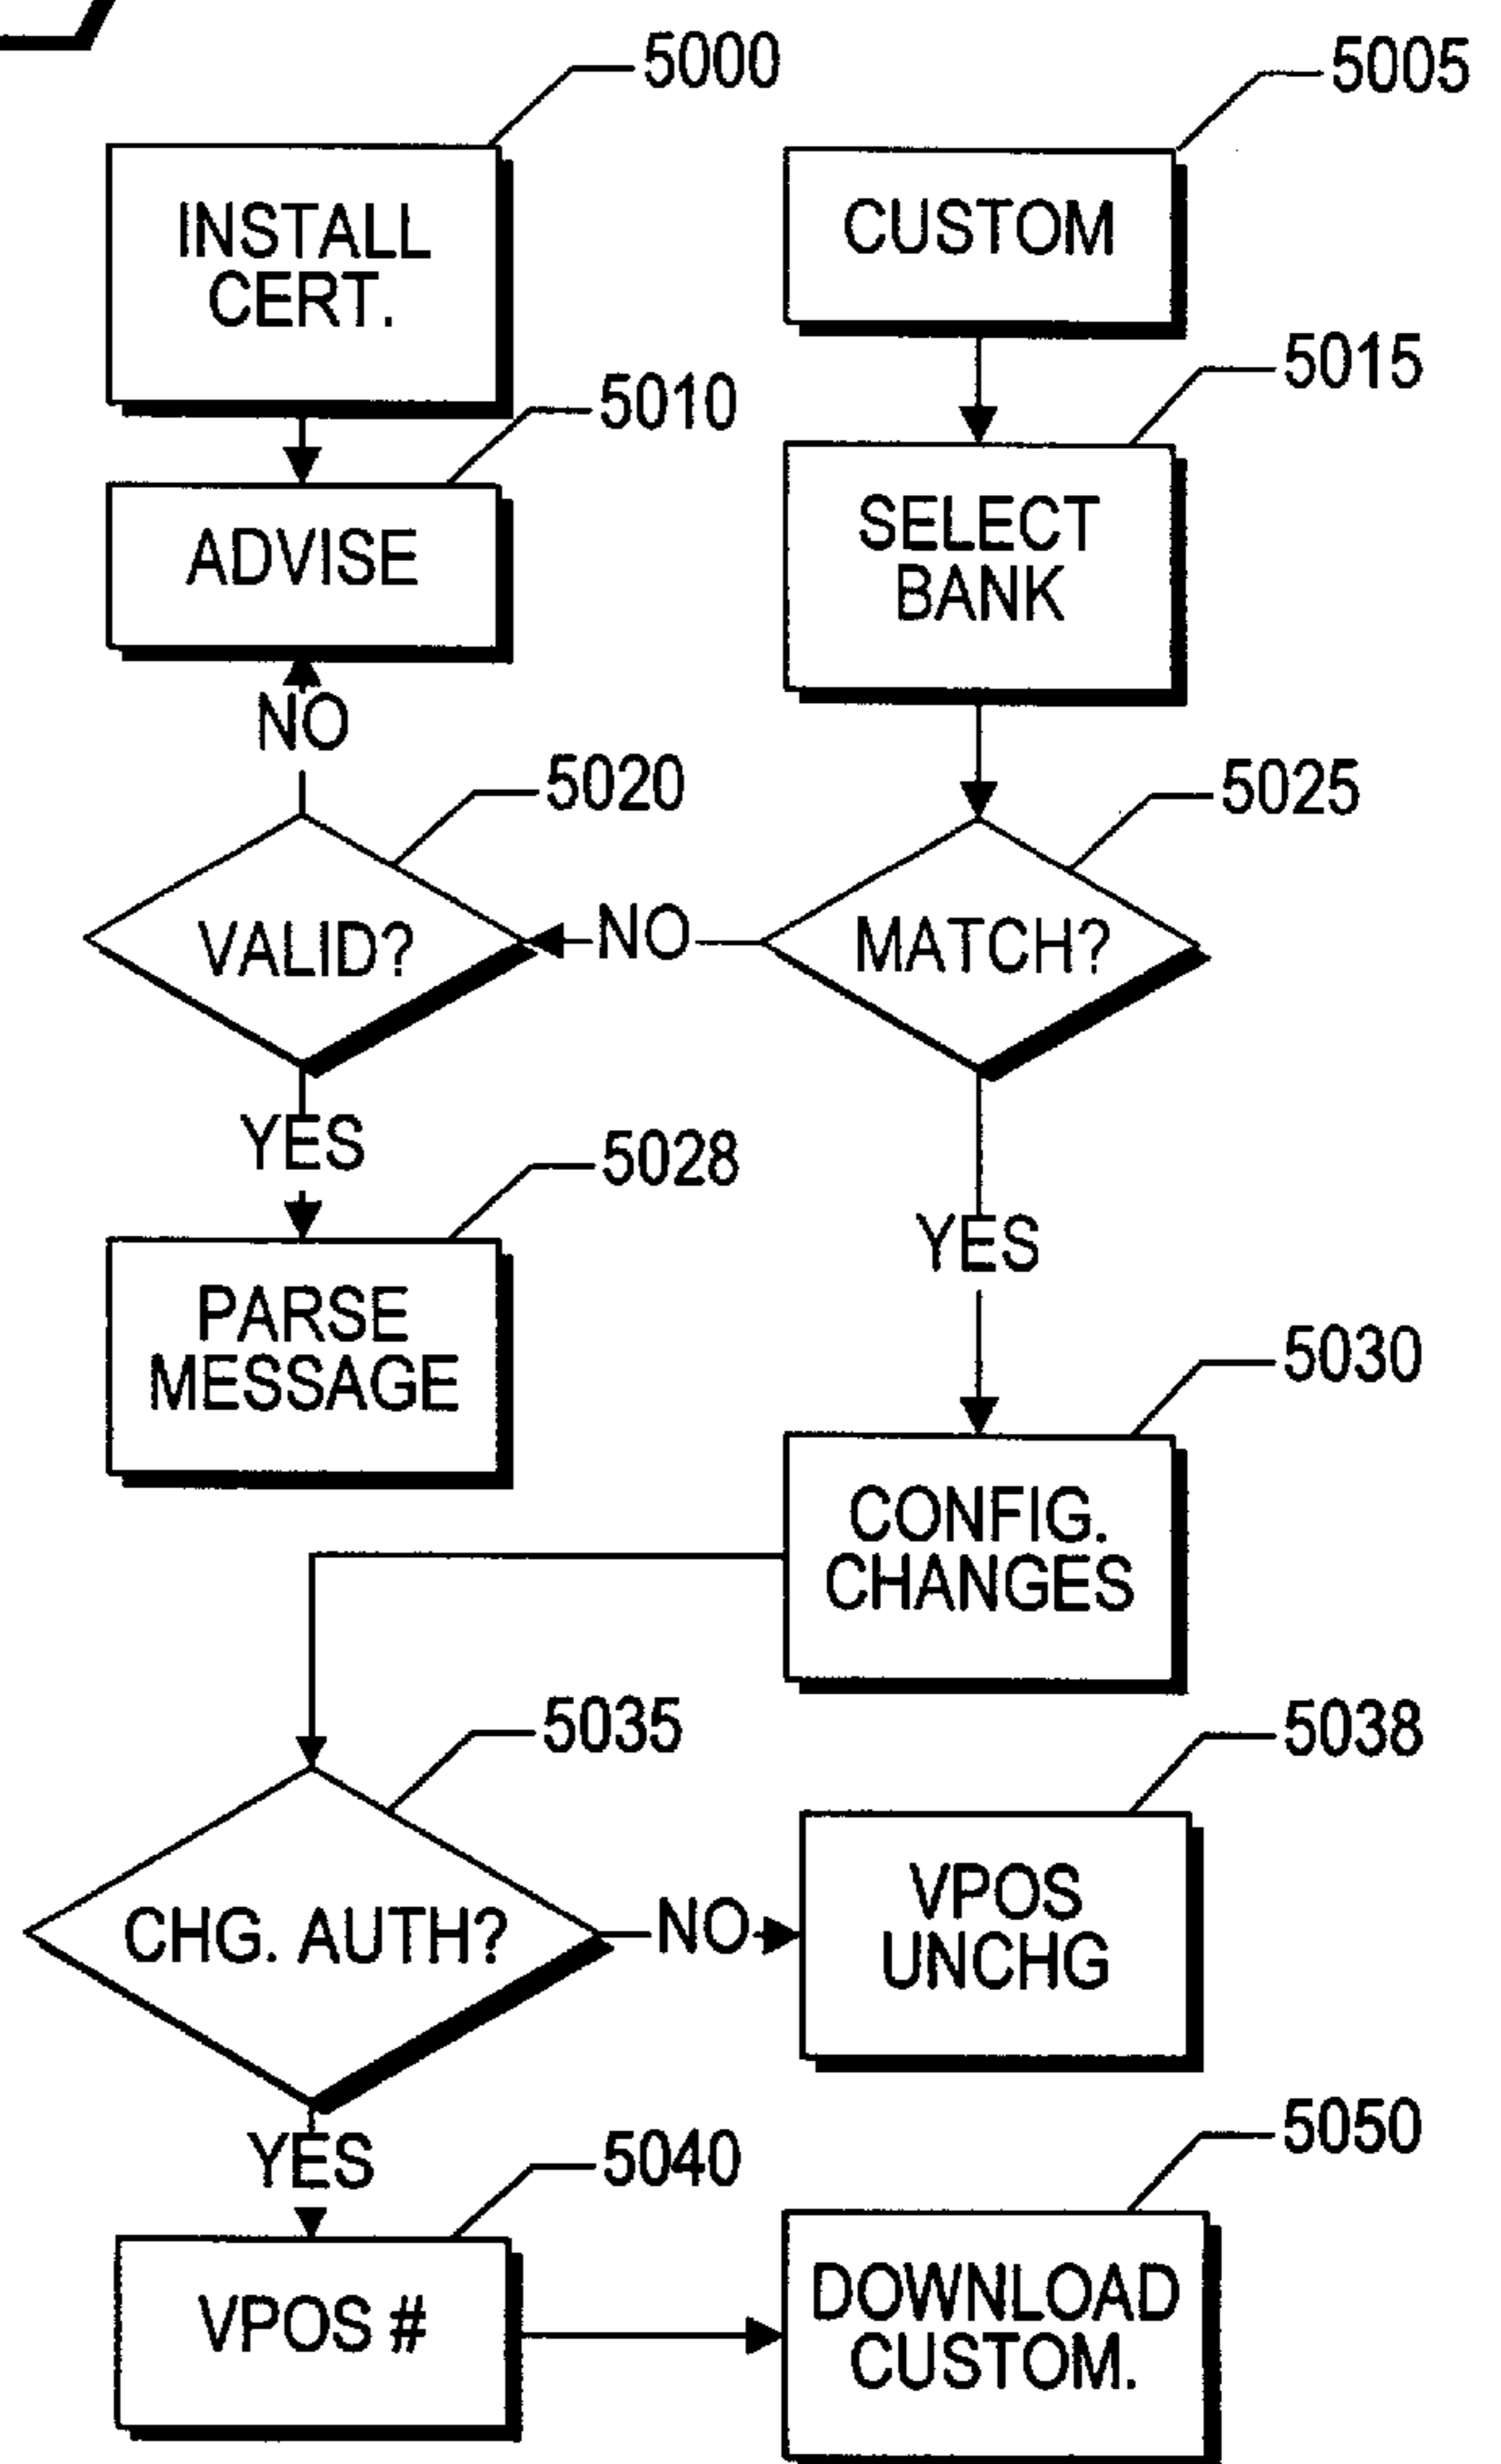 5000
5005
INSTALL
CERT.
CUSTOM
5010
5015
ADVISE
SELECT
BANK
NO
5020
5025
VALID?
NO
MATCH?
YES
5028
YES
PARSE
MESSAGE
5030
CONFIG.
CHANGES
5035
5038
CHG. AUTH?
NO
VPOS
UNCHG
YES
5040
5050
VPOS #
DOWNLOAD
CUSTOM.